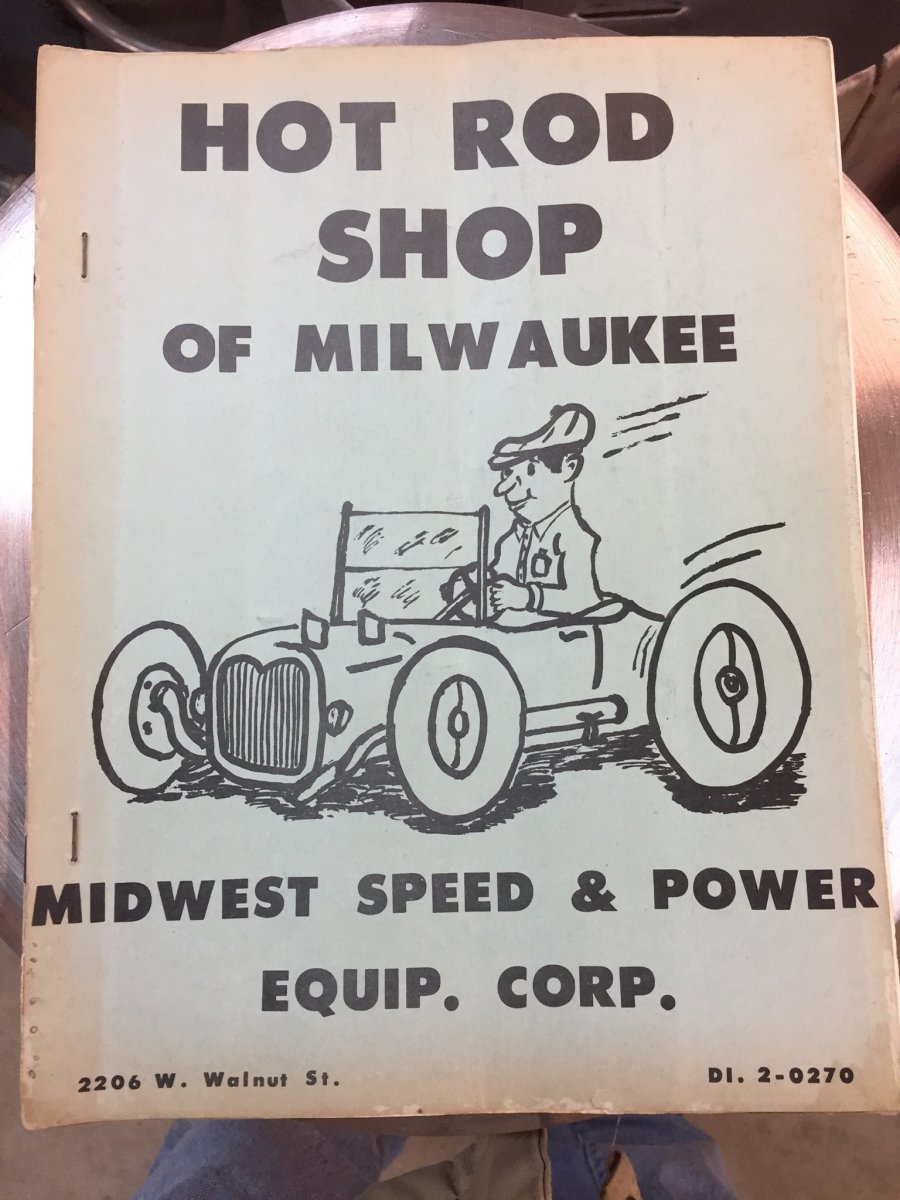 HOT ROD
SHOP
OF MILWAUKEE
MIDWEST SPEED & POWER
EQUIP. CORP.
2206 W. Walnut St. DI. 2-0270